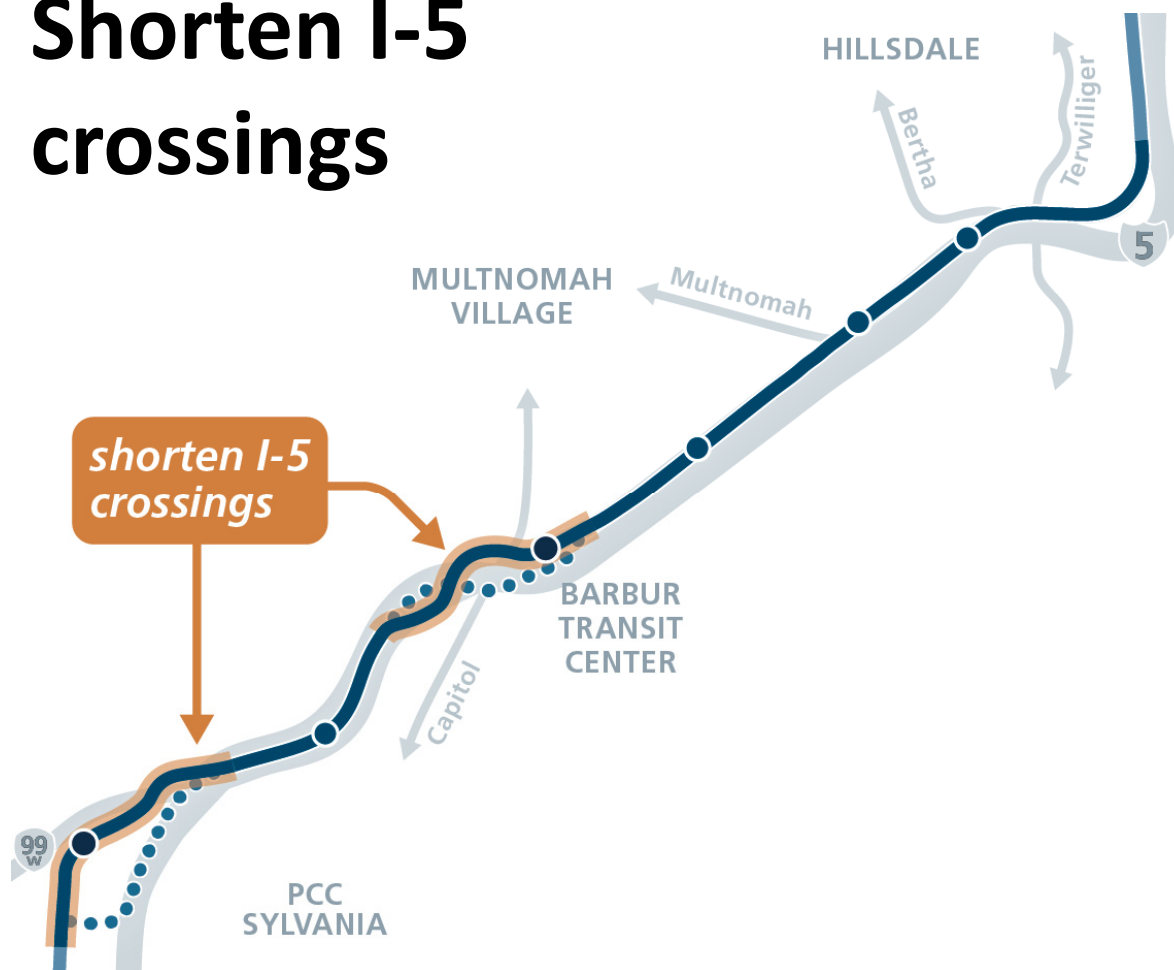 Shorten I-5
crossings
HILLSDALE
Terwilliger
Bertha
5
MULTNOMAH
VILLAGE
Multnomah
shorten I-5
crossings
BARBUR
TRANSIT
CENTER
Capitol
99
W
PCC
SYLVANIA